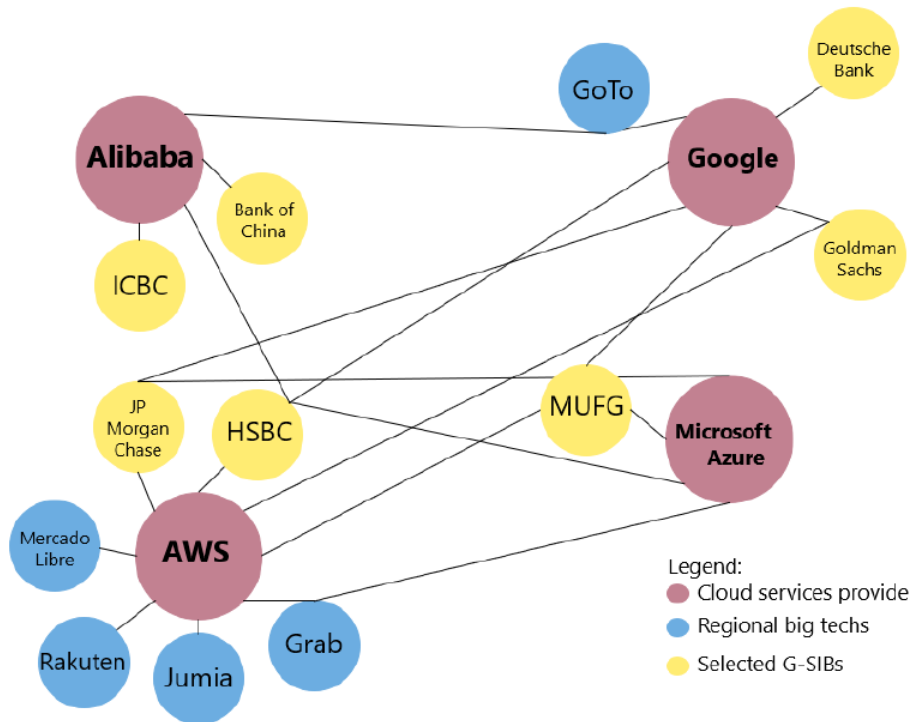 Deutsche
Bank
GoTo
Alibaba
Google
Bank of
China
Goldman
Sachs
ICBC
JP
Morgan
Chase
HSBC
MUFG
Microsoft
Azure
Mercado
Libre
AWS
Rakuten
Jumia
Grab
Legend:
Cloud services provide
Regional big techs
Selected G-SIBs